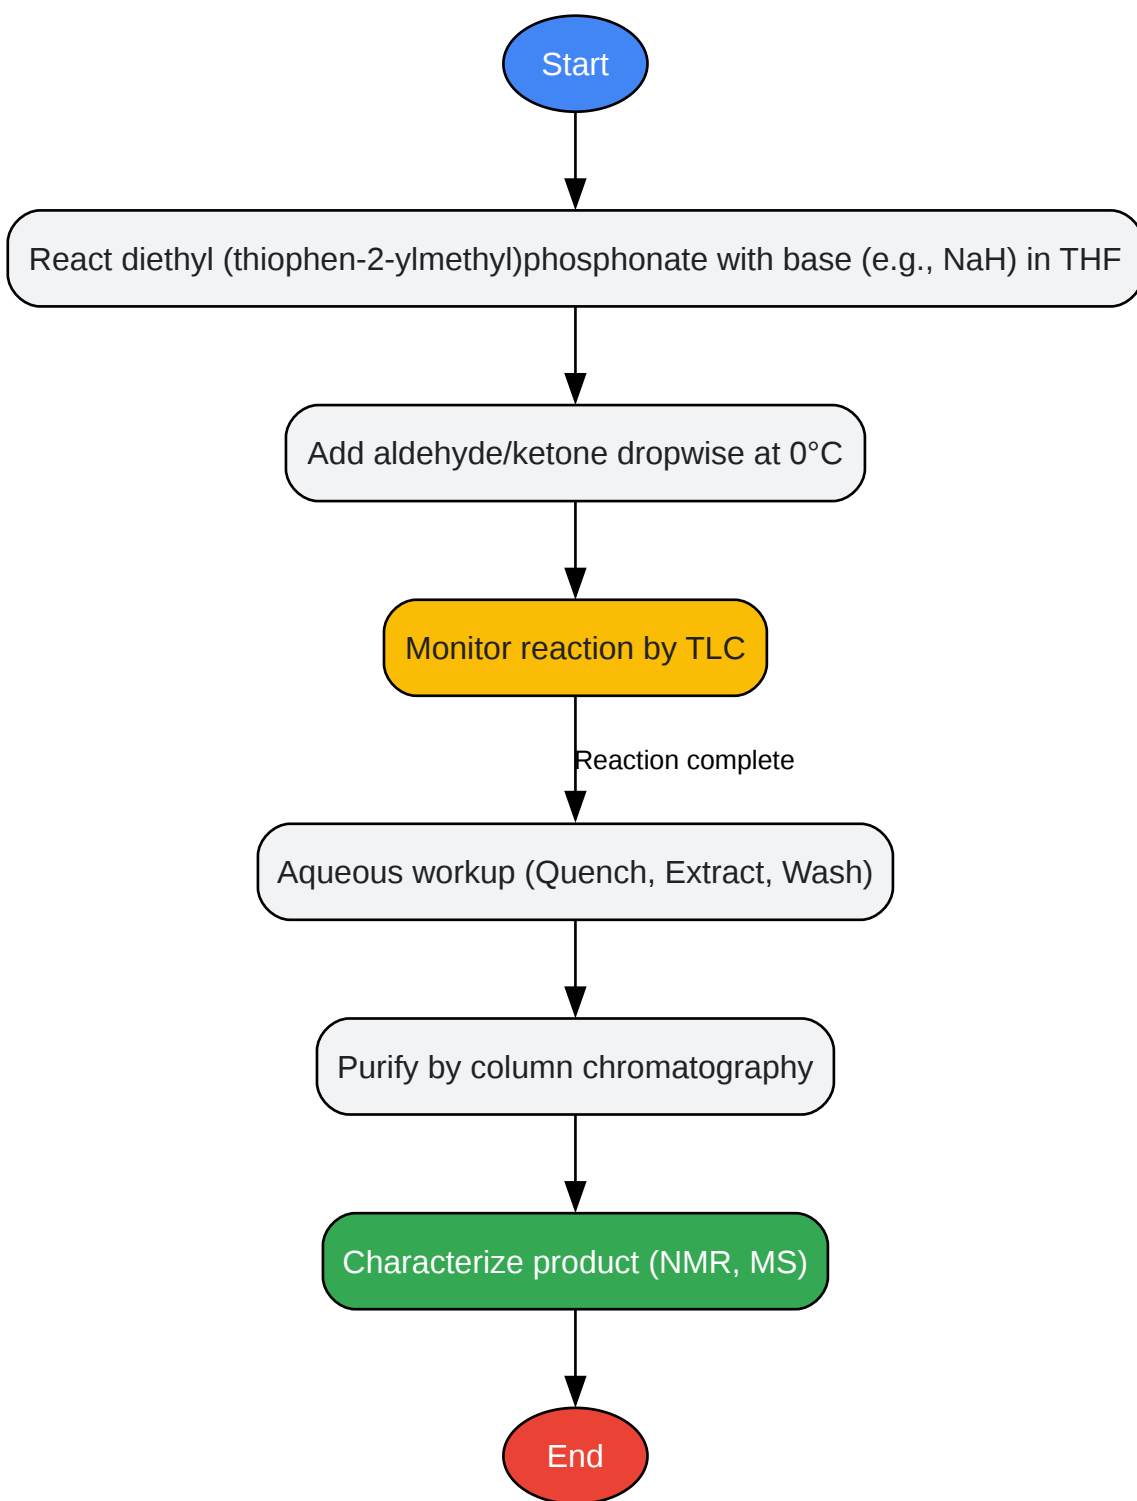 Start
React diethyl (thiophen-2-ylmethyl)phosphonate with base (e.g., NaH) in THF
Add aldehyde/ketone dropwise at 0°C
Monitor reaction by TLC
Reaction complete
Aqueous workup (Quench, Extract, Wash)
Purify by column chromatography
Characterize product (NMR, MS)
End